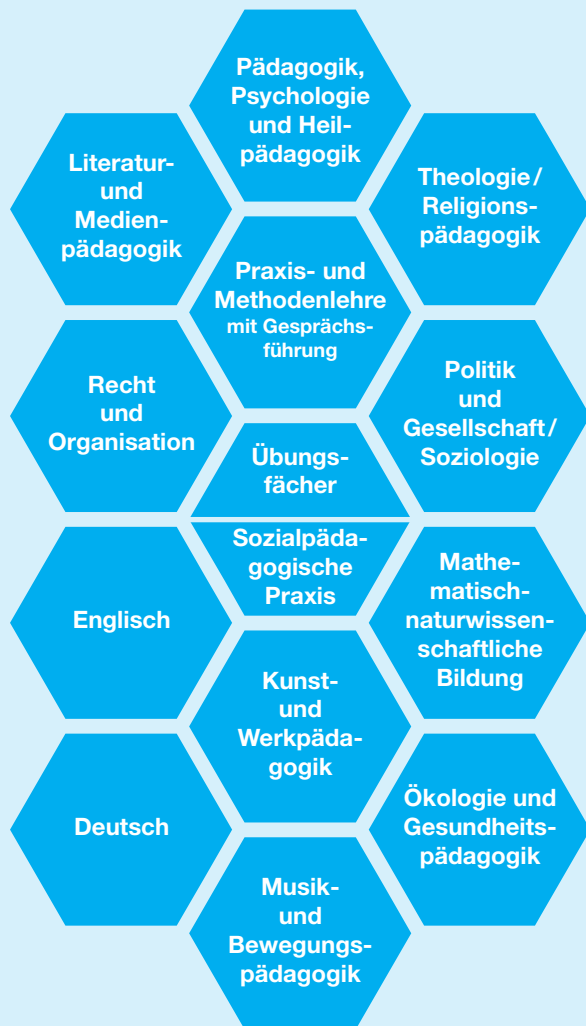 Pädagogik,
Psychologie
und Heil-
pädagogik
Literatur-
und
Medien-
pädagogik
Theologie/
Religions-
pädagogik
Praxis- und
Methodenlehre
mit Gesprächs-
führung
Recht
und
Organisation
Politik
und
Gesellschaft/
Soziologie
Übungs-
fächer
Sozialpäda-
gogische
Praxis
Englisch
Mathe-
matisch-
naturwissen-
schaftliche
Bildung
Kunst-
und
Werkpäda-
gogik
Deutsch
Ökologie und
Gesundheits-
pädagogik
Musik-
und
Bewegungs-
pädagogik